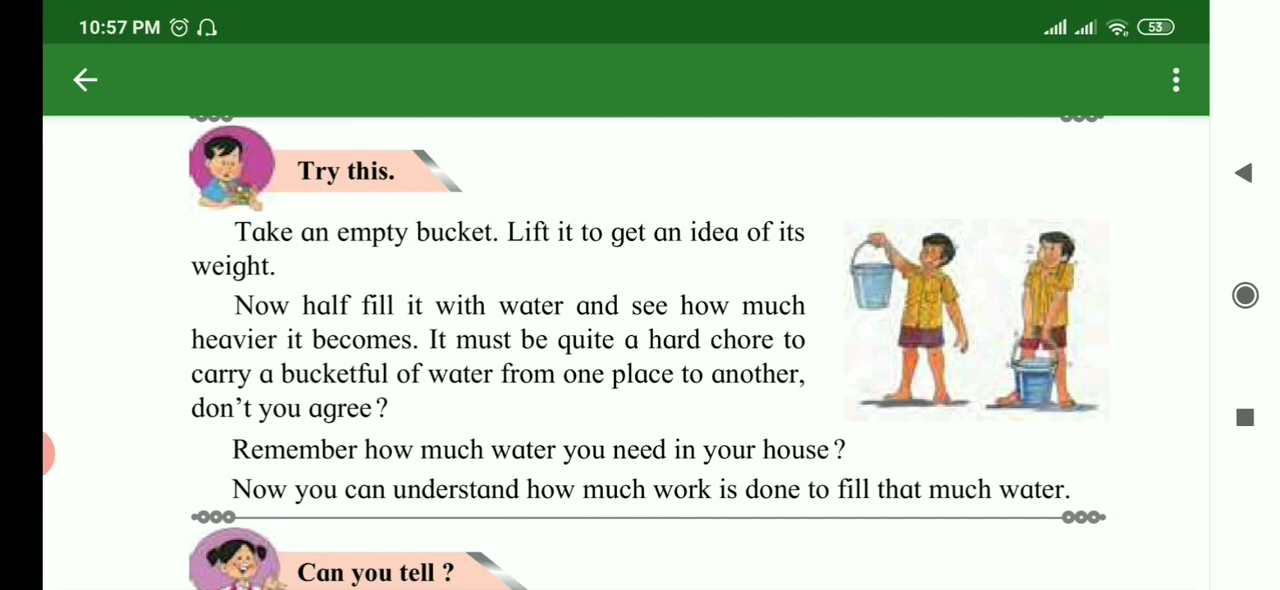 10:57 PM
53
Try this.
Take an empty bucket. Lift it to get an idea of its
weight.
Now half fill it with water and see how much
heavier it becomes. It must be quite a hard chore to
carry a bucketful of water from one place to another,
don't you agree?
Remember how much water you need in your house?
Now you can understand how much work is done to fill that much water.
Can you tell ?